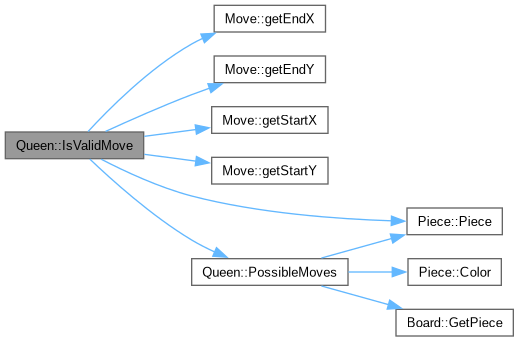 Move::getEndX
Move::getEndY
Queen::IsValidMove
Move::getStartX
Move::getStartY
Piece::Piece
Queen::PossibleMoves
Piece::Color
Board::GetPiece